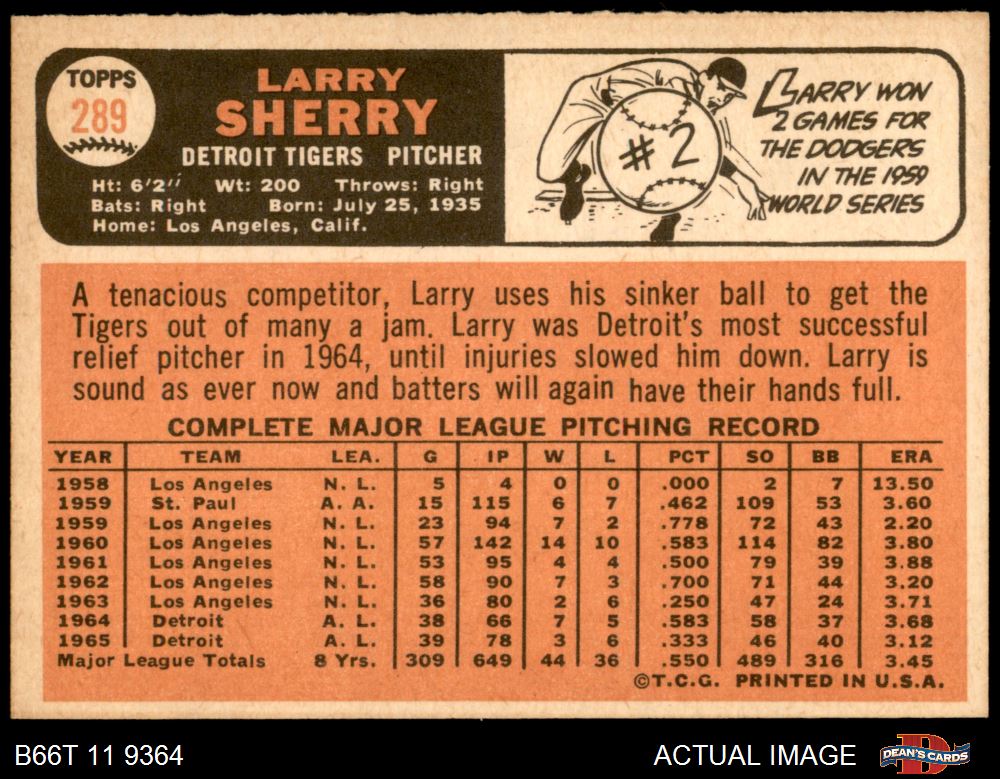 TOPPS
289
LARRY
SHERRY
DETROIT TIGERS PITCHER
Ht: 6'2" Wt: 200 Throws: Right
Bats: Right Born: July 25, 1935
Home: Los Angeles, Calif.
#2
LARRY WON
2 GAMES FOR
THE DODGERS
IN THE 1959
WORLD SERIES
A tenacious competitor, Larry uses his sinker ball to get the
Tigers out of many a jam. Larry was Detroit's most successful
relief pitcher in 1964, until injuries slowed him down. Larry is
sound as ever now and batters will again have their hands full.
COMPLETE MAJOR LEAGUE PITCHING RECORD
YEAR TEAM LEA. G IP W L PCT SO BB ERA
1958 Los Angeles N. L. 5 4 0 0 .000 2 7 13.50
1959 St. Paul A. A. 15 115 6 7 .462 109 53 3.60
1959 Los Angeles N. L. 23 94 7 2 .778 72 43 2.20
1960 Los Angeles N. L. 57 142 14 10 .583 114 82 3.80
1961 Los Angeles N. L. 53 95 4 4 .500 79 39 3.88
1962 Los Angeles N. L. 58 90 7 3 .700 71 44 3.20
1963 Los Angeles N. L. 36 80 2 6 .250 47 24 3.71
1964 Detroit A. L. 38 66 7 5 .583 58 37 3.68
1965 Detroit A. L. 39 78 3 6 .333 46 40 3.12
Major League Totals 8 Yrs. 309 649 44 36 .550 489 316 3.45
©T.C.G. PRINTED IN U.S.A.
B66T 11 9364 ACTUAL IMAGE DEAN'S CARDS